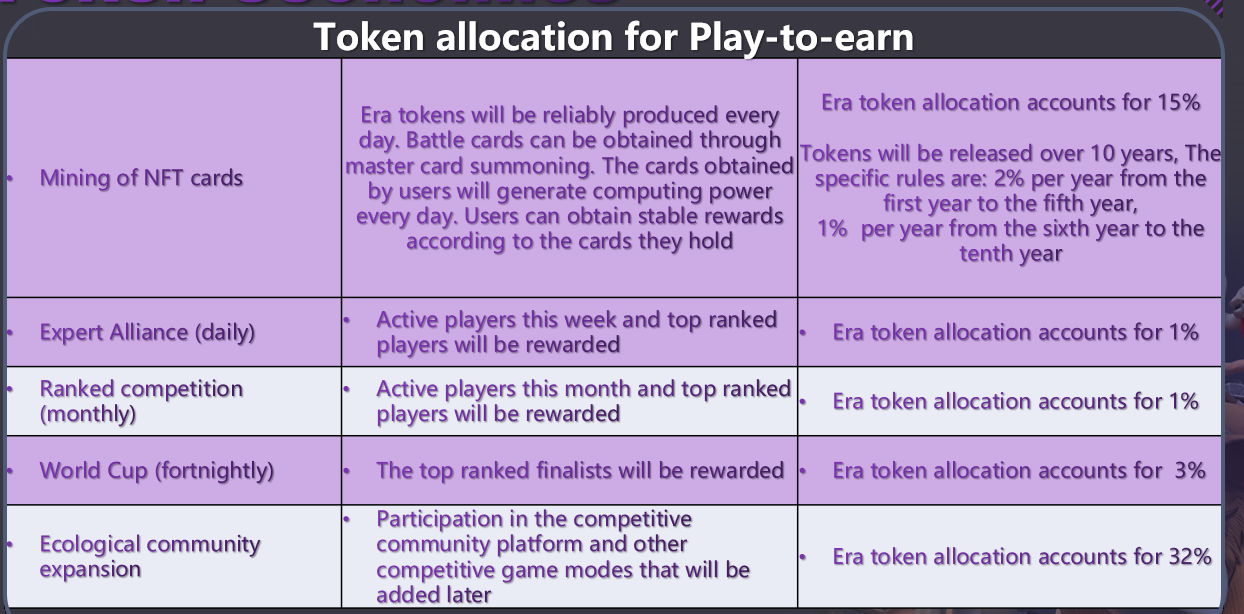 Token allocation for Play-to-earn
• Mining of NFT cards
Era tokens will be reliably produced every
day. Battle cards can be obtained through
master card summoning. The cards obtained
by users will generate computing power
every day. Users can obtain stable rewards
according to the cards they hold
Era token allocation accounts for 15%
Tokens will be released over 10 years, The
specific rules are: 2% per year from the
first year to the fifth year,
1%  per year from the sixth year to the
tenth year
• Expert Alliance (daily)
• Active players this week and top ranked
players will be rewarded
• Era token allocation accounts for 1%
• Ranked competition
(monthly)
• Active players this month and top ranked
players will be rewarded
• Era token allocation accounts for 1%
• World Cup (fortnightly)
• The top ranked finalists will be rewarded
• Era token allocation accounts for  3%
• Ecological community
expansion
• Participation in the competitive
community platform and other
competitive game modes that will be
added later
• Era token allocation accounts for 32%